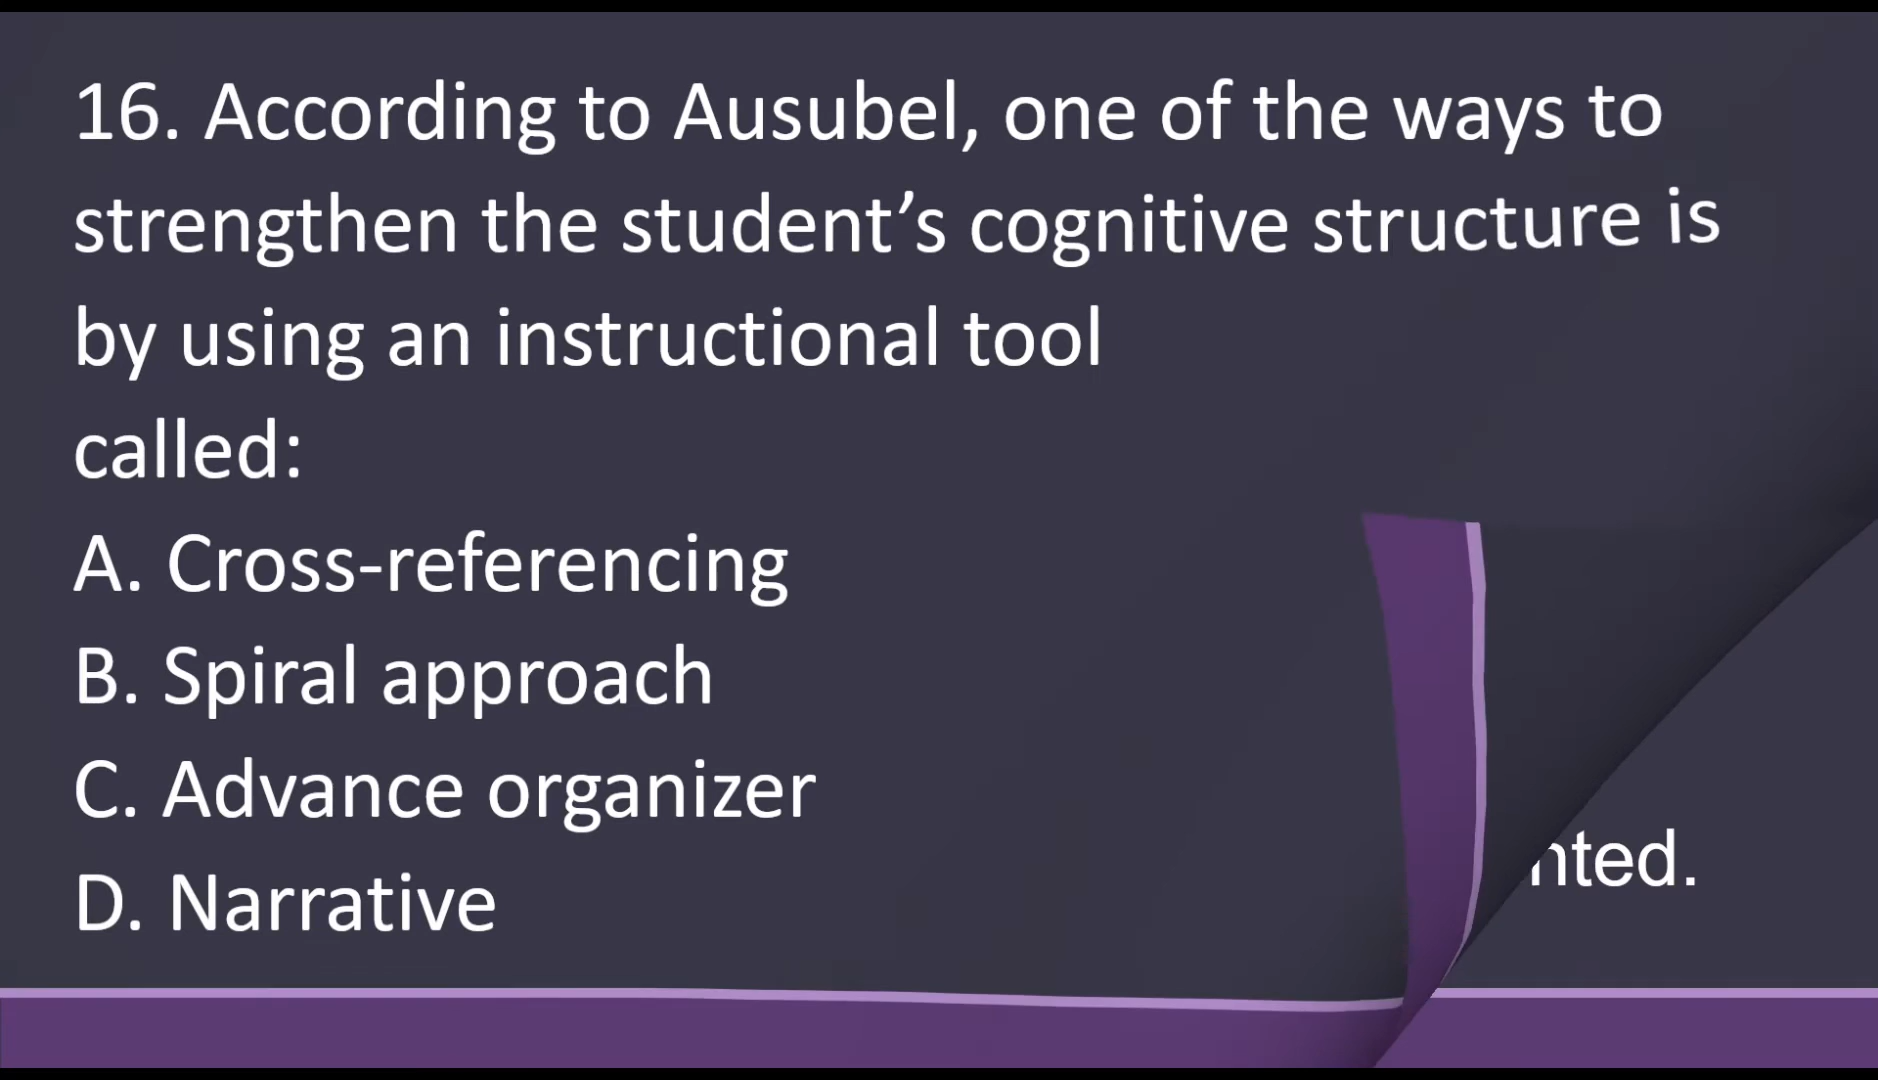 16. According to Ausubel, one of the ways to
strengthen the student’s cognitive structure is
by using an instructional tool
called:
A. Cross-referencing
B. Spiral approach
C. Advance organizer
D. Narrative